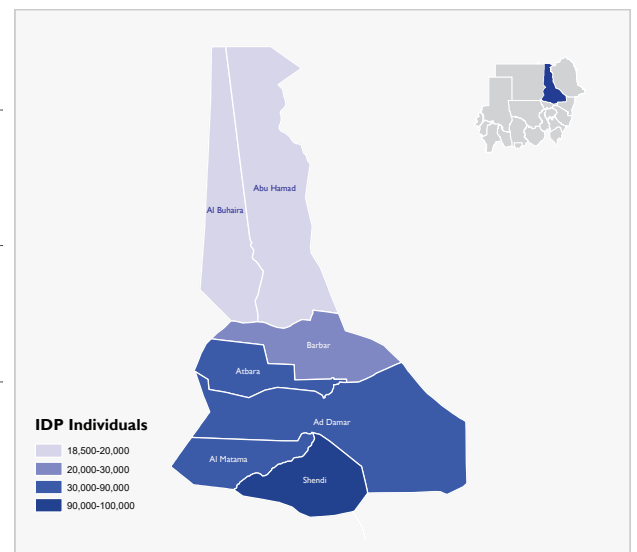 Abu Hamad
Al Buhaira
Barbar
Atbara
Ad Damar
Al Matama
Shendi
IDP Individuals
18,500-20,000
20,000-30,000
30,000-90,000
90,000-100,000